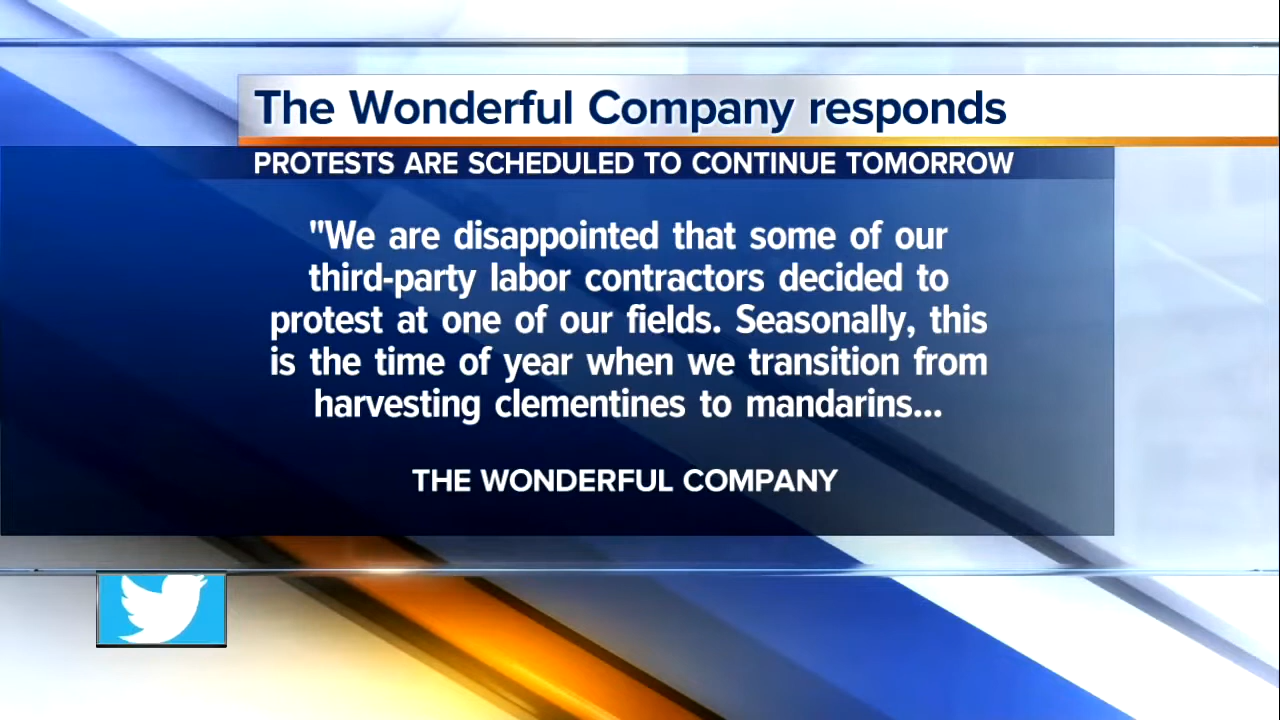 The Wonderful Company responds
PROTESTS ARE SCHEDULED TO CONTINUE TOMORROW
"We are disappointed that some of our
third-party labor contractors decided to
protest at one of our fields. Seasonally, this
is the time of year when we transition from
harvesting clementines to mandarins...
THE WONDERFUL COMPANY